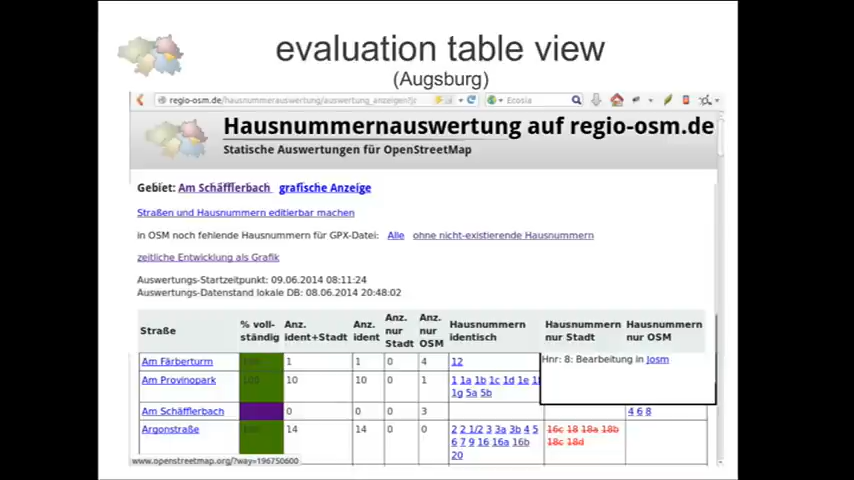 evaluation table view
(Augsburg)
regio-osm.de/hausnummerauswertung/auswertung_anzeigen?jc
Ecosia
Hausnummernauswertung auf regio-osm.de
Statische Auswertungen für OpenStreetMap
Gebiet: Am Schäfflerbach grafische Anzeige
Straßen und Hausnummern editierbar machen
in OSM noch fehlende Hausnummern für GPX-Datei: Alle ohne nicht-existierende Hausnummern
zeitliche Entwicklung als Grafik
Auswertungs-Startzeitpunkt: 09.06.2014 08:11:24
Auswertungs-Datenstand lokale DB: 08.06.2014 20:48:02
Straße % voll-ständig Anz. ident+Stadt Anz. ident Anz. nur Stadt Anz. nur OSM Hausnummern identisch Hausnummern nur Stadt Hausnummern nur OSM
Am Färberturm 100 1 1 0 4 12
Hnr: 8: Bearbeitung in Josm
Am Provinopark 100 10 10 0 1 1 1a 1b 1c 1d 1e
1g 5a 5b
Am Schäfflerbach 0 0 0 3 4 6 8
Argonstraße 100 14 14 0 0 2 2 1/2 3 3a 3b 4 5 16c 18 18a 18b
6 7 9 16 16a 16b 18c 18d
20
www.openstreetmap.org/?way=196750600